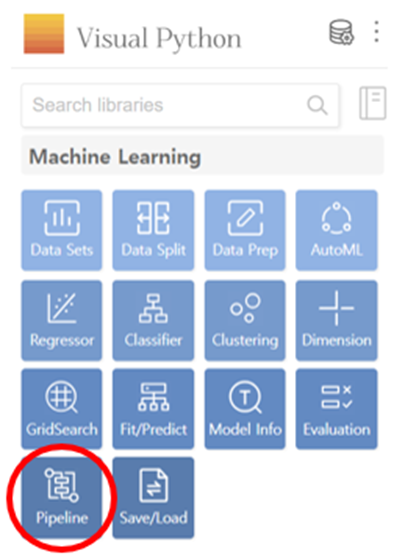 Visual Python
Search libraries
Machine Learning
Data Sets Data Split Data Prep AutoML
Regressor Classifier Clustering Dimension
GridSearch Fit/Predict Model Info Evaluation
Pipeline Save/Load